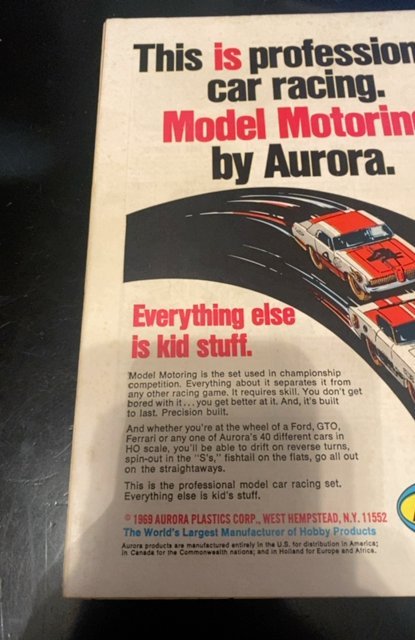 This is profession
car racing.
Model Motoring
by Aurora.
Everything else
is kid stuff.
Model Motoring is the set used in championship
competition. Everything about it separates it from
any other racing game. It requires skill. You don't get
bored with it...you get better at it. And, it's built
to last. Precision built.
And whether you're at the wheel of a Ford, GTO,
Ferrari or any one of Aurora's 40 different cars in
HO scale, you'll be able to drift on reverse turns,
spin-out in the "S's," fishtail on the flats, go all out
on the straightaways.
This is the professional model car racing set.
Everything else is kid's stuff.
© 1969 AURORA PLASTICS CORP., WEST HEMPSTEAD, N.Y. 11552
The World's Largest Manufacturer of Hobby Products
Aurora products are manufactured entirely in the U.S. for distribution in America;
in Canada for the Commonwealth nations; and in Holland for Europe and Africa.